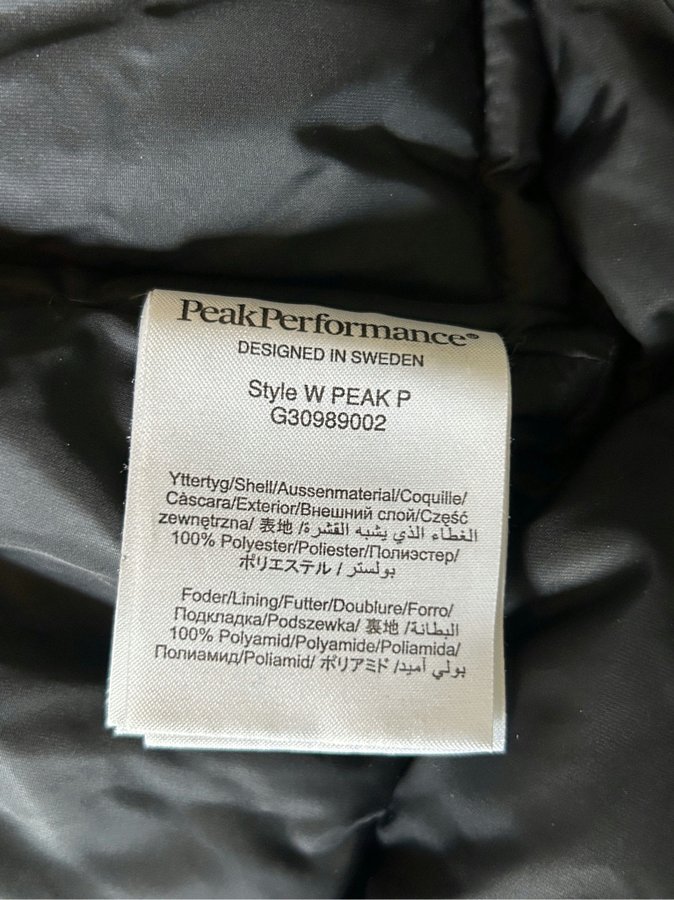 PeakPerformance®
DESIGNED IN SWEDEN
Style W PEAK P
G30989002
Yttertyg/Shell/Aussenmaterial/Coquille/
Càscara/Exterior/Внешний слой/Część
zewnętrzna/ 表地 /الغطاء الذي يشبه القشرة
100% Polyester/Poliester/Полиэстер/
ポリエステル / بولستر
Foder/Lining/Futter/Doublure/Forro/
Подкладка/Podszewka/ 裏地 /البطانة
100% Polyamid/Polyamide/Poliamida/
Полиамид/Poliamid/ ポリアミド /بولي أميد